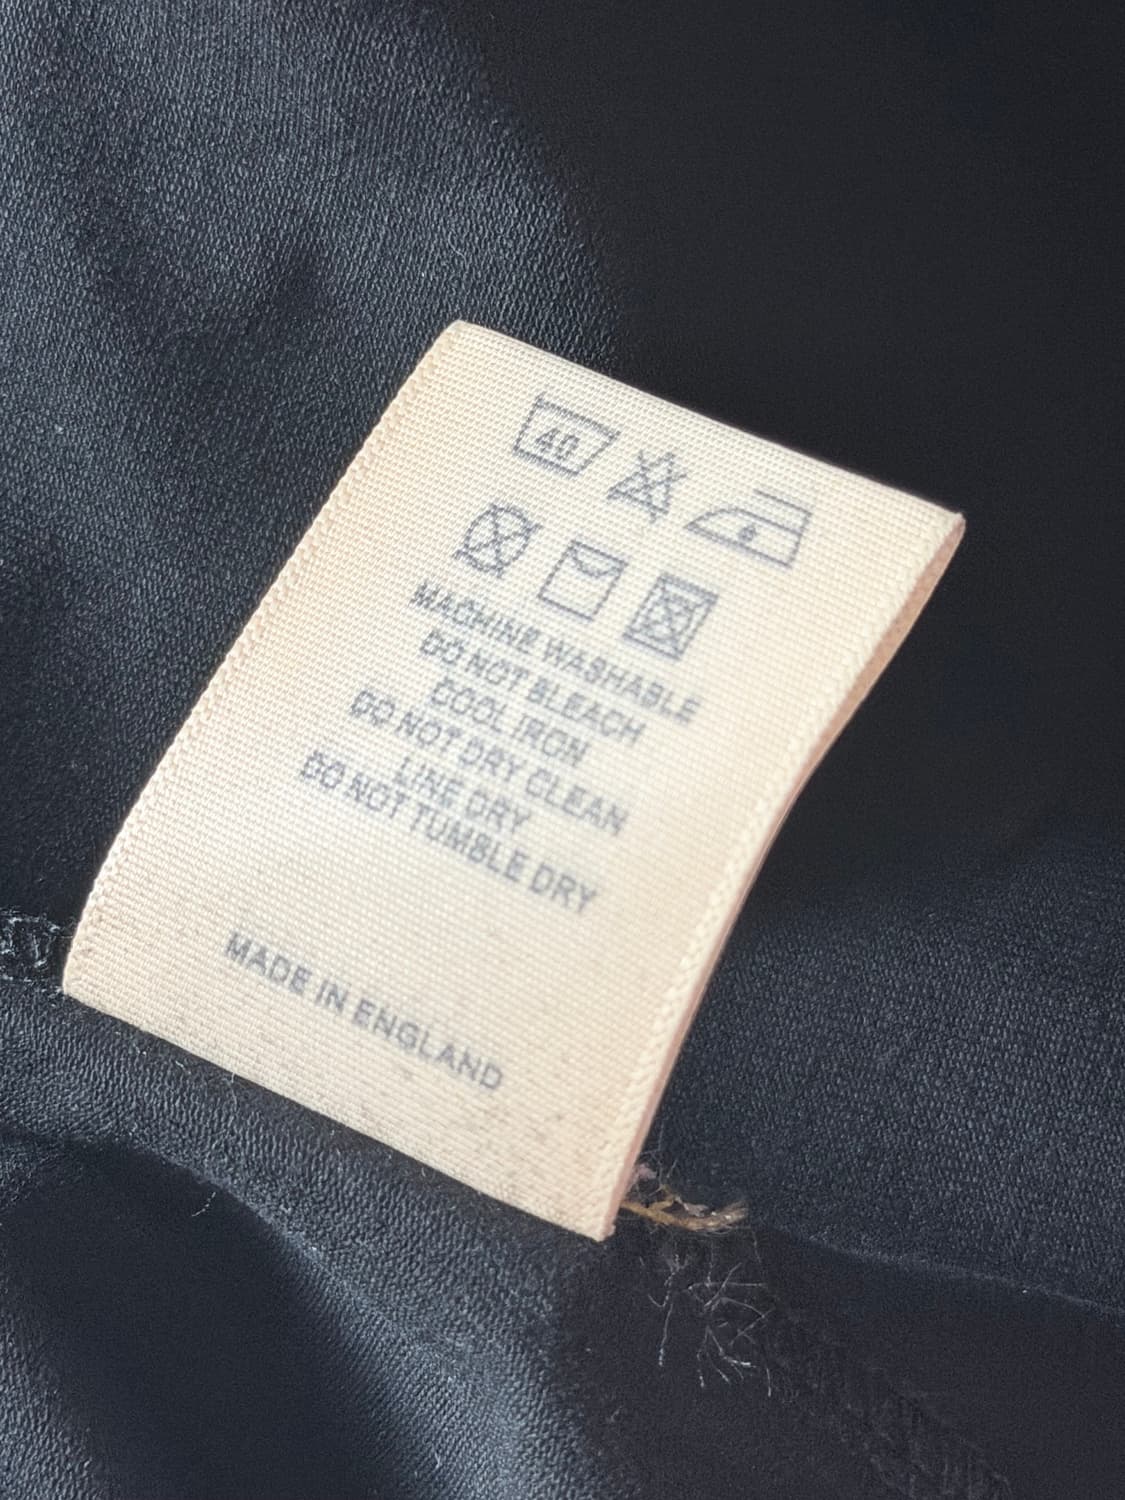 40
MACHINE WASHABLE
DO NOT BLEACH
COOL IRON
DO NOT DRY CLEAN
LINE DRY
DO NOT TUMBLE DRY
MADE IN ENGLAND